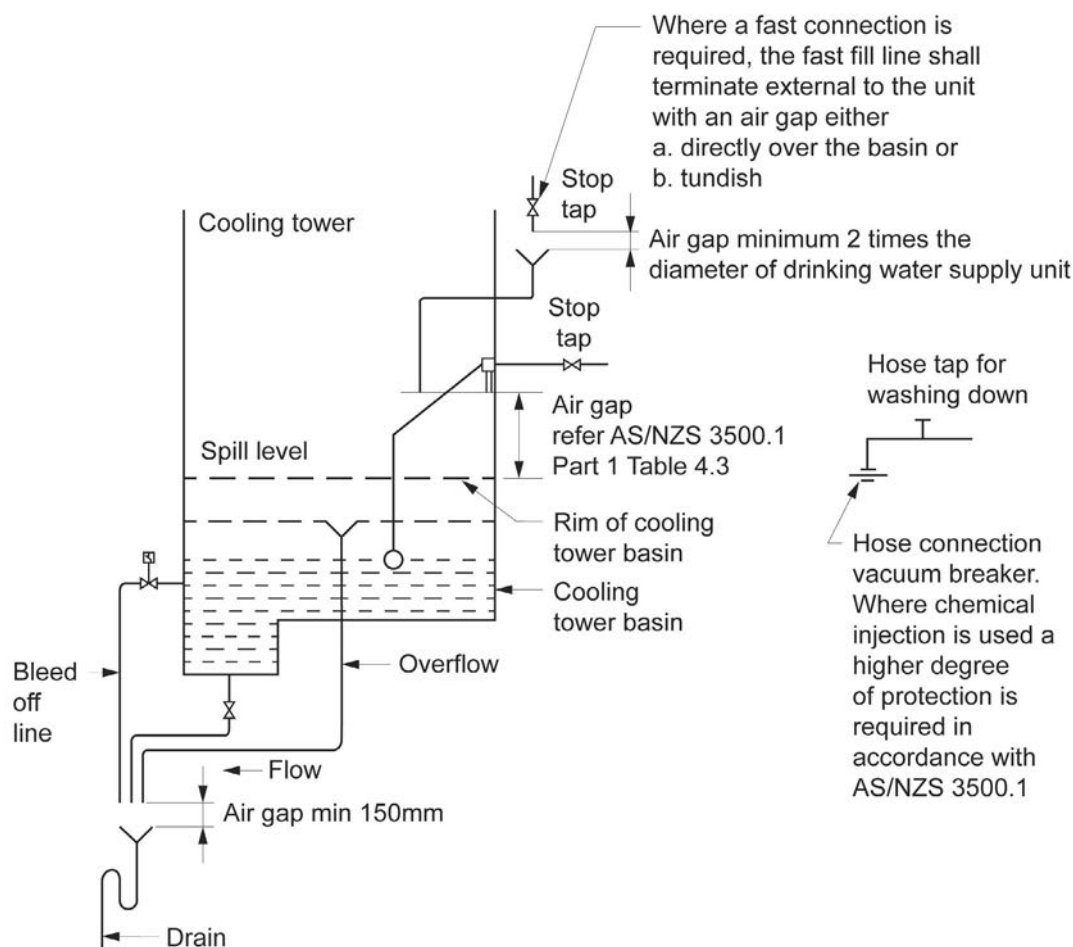 Where a fast connection is
required, the fast fill line shall
terminate external to the unit
with an air gap either
a. directly over the basin or
b. tundish
Stop
tap
Cooling tower
Air gap minimum 2 times the
diameter of drinking water supply unit
Stop
tap
Hose tap for
washing down
Air gap
refer AS/NZS 3500.1
Part 1 Table 4.3
Spill level
Rim of cooling
tower basin
Hose connection
vacuum breaker.
Where chemical
injection is used a
higher degree
of protection is
required in
accordance with
AS/NZS 3500.1
Cooling
tower basin
Overflow
Bleed
off
line
Flow
Air gap min 150mm
Drain